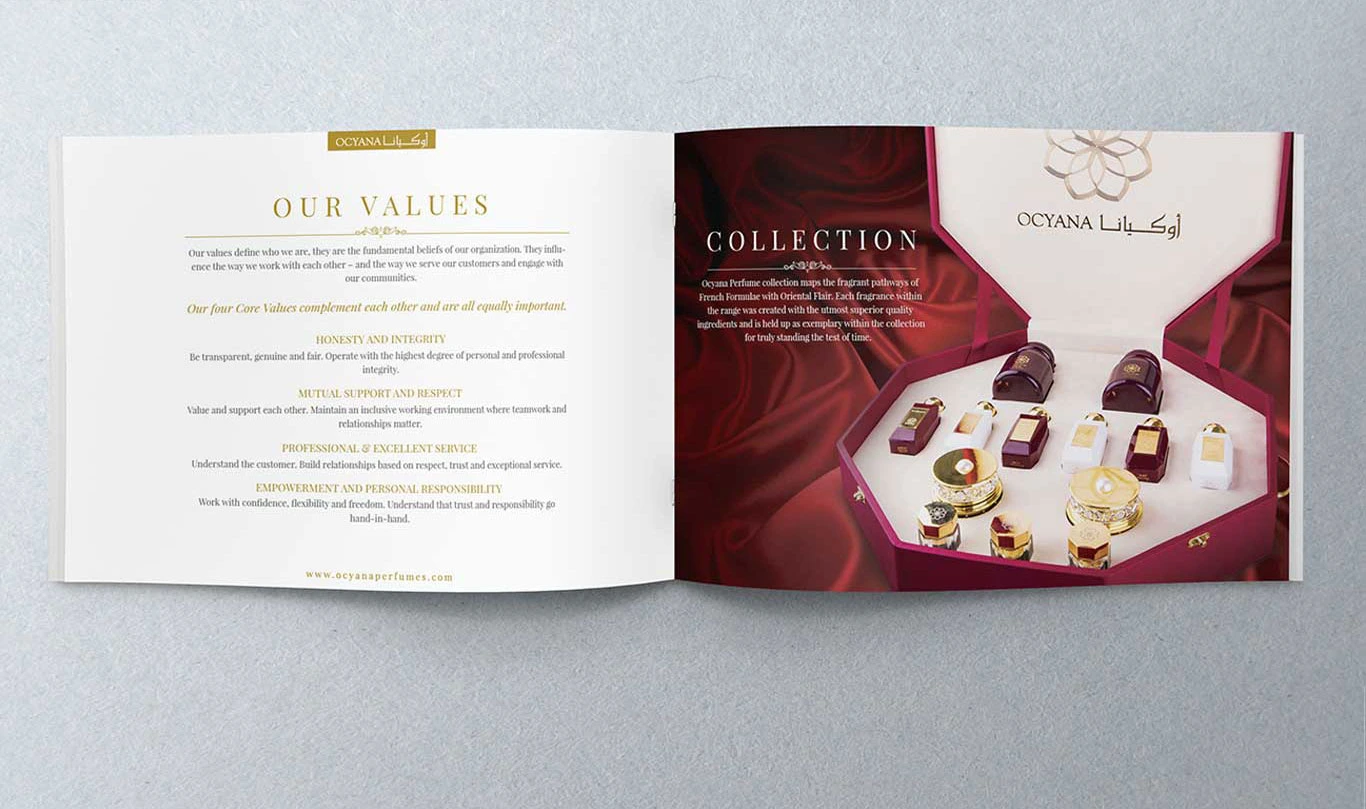 OCYANA أوكيانا
OUR VALUES
Our values define who we are, they are the fundamental beliefs of our organization. They influ-
ence the way we work with each other – and the way we serve our customers and engage with
our communities.
Our four Core Values complement each other and are all equally important.
HONESTY AND INTEGRITY
Be transparent, genuine and fair. Operate with the highest degree of personal and professional
integrity.
MUTUAL SUPPORT AND RESPECT
Value and support each other. Maintain an inclusive working environment where teamwork and
relationships matter.
PROFESSIONAL & EXCELLENT SERVICE
Understand the customer. Build relationships based on respect, trust and exceptional service.
EMPOWERMENT AND PERSONAL RESPONSIBILITY
Work with confidence, flexibility and freedom. Understand that trust and responsibility go
hand-in-hand.
www.ocyanaperfumes.com
COLLECTION
Ocyana Perfume collection maps the fragrant pathways of
French Formulae with Oriental Flair. Each fragrance within
the range was created with the utmost superior quality
ingredients and is held up as exemplary within the collection
for truly standing the test of time.
OCYANA أوكيانا